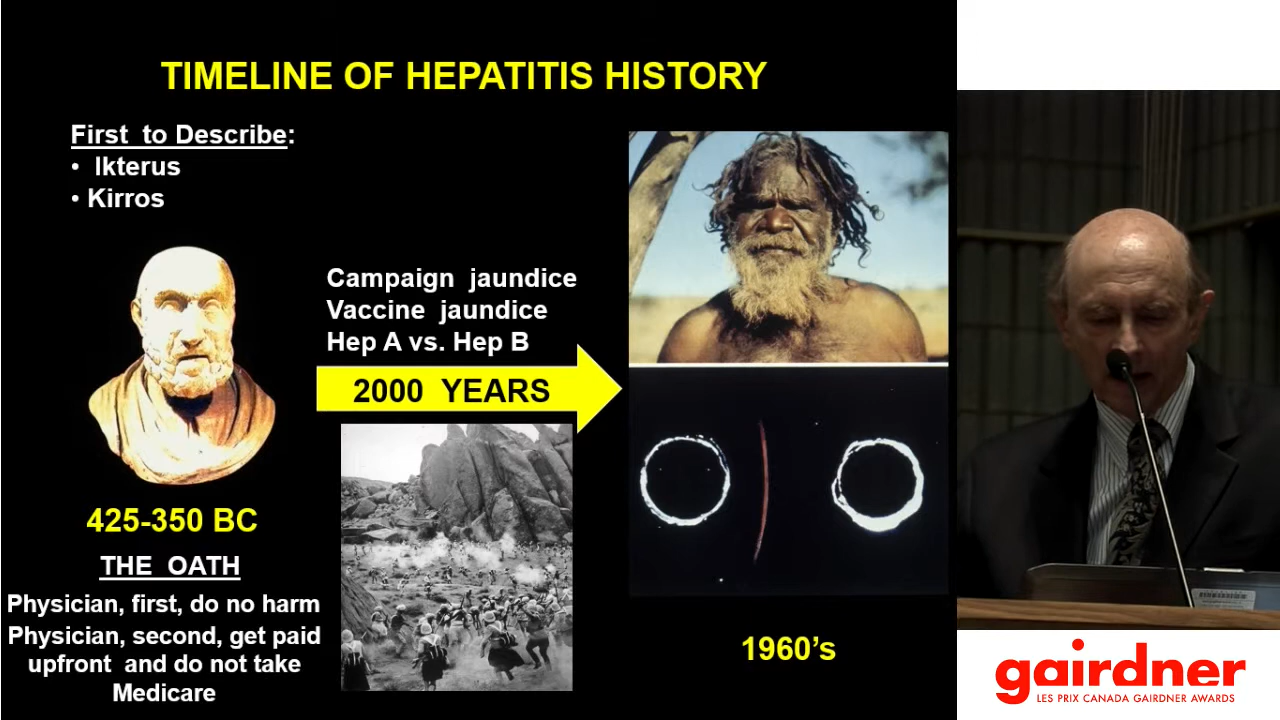 TIMELINE OF HEPATITIS HISTORY
First to Describe:
• Ikterus
• Kirros
Campaign jaundice
Vaccine jaundice
Hep A vs. Hep B
2000 YEARS
425-350 BC
THE OATH
Physician, first, do no harm
Physician, second, get paid
upfront and do not take
Medicare
1960’s
gairdner
LES PRIX CANADA GAIRDNER AWARDS